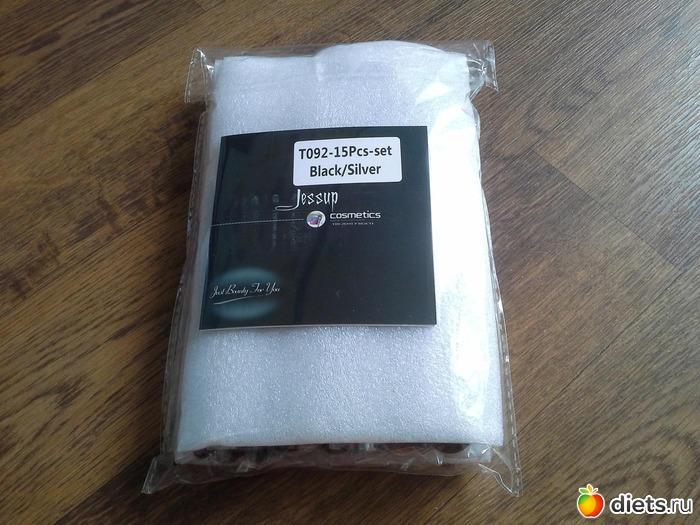 T092-15Pcs-set
Black/Silver
Jessup
cosmetics
Just Beauty For You
diets.ru